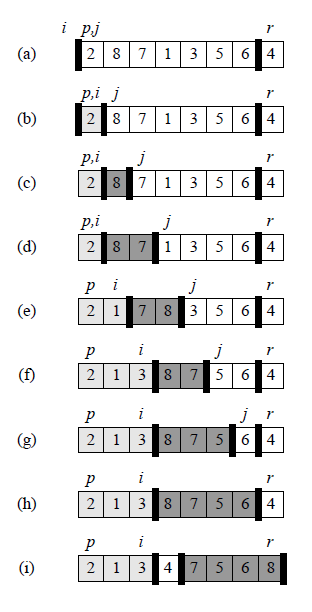 i p,j r
(a) 2 8 7 1 3 5 6 4
p,i j r
(b) 2 8 7 1 3 5 6 4
p,i j r
(c) 2 8 7 1 3 5 6 4
p,i j r
(d) 2 8 7 1 3 5 6 4
p i j r
(e) 2 1 7 8 3 5 6 4
p i j r
(f) 2 1 3 8 7 5 6 4
p i j r
(g) 2 1 3 8 7 5 6 4
p i r
(h) 2 1 3 8 7 5 6 4
p i r
(i) 2 1 3 4 7 5 6 8